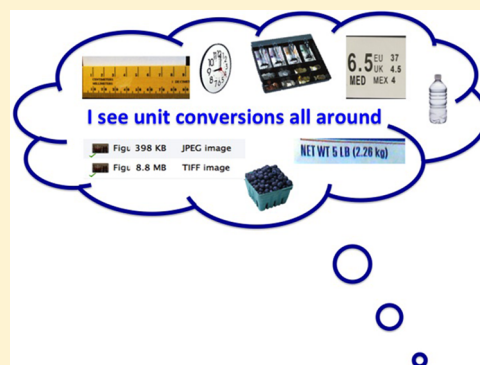 6.5 EU 37
UK 4.5
MED MEX 4
I see unit conversions all around
Figu 398 KB JPEG image
Figu 8.8 MB TIFF image
NET WT 5 LB (2.26 kg)